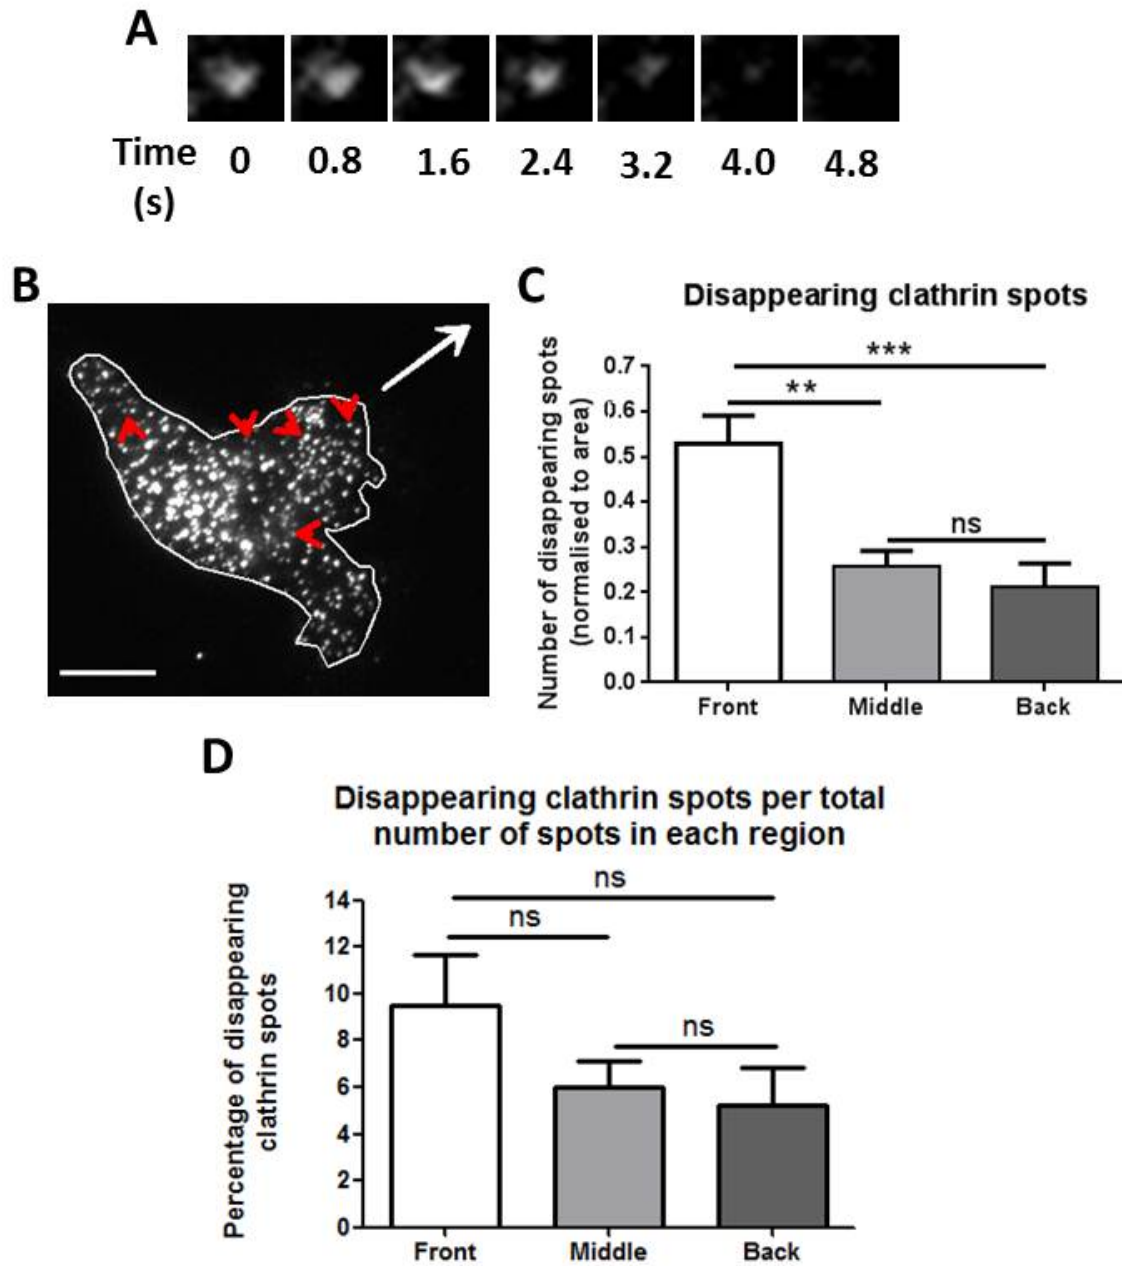 A
Time 0 0.8 1.6 2.4 3.2 4.0 4.8
(s)
B
C
Disappearing clathrin spots
Number of disappearing spots
(normalised to area)
0.7
0.6
0.5
0.4
0.3
0.2
0.1
0.0
***
**
ns
Front Middle Back
D
Disappearing clathrin spots per total
number of spots in each region
Percentage of disappearing
clathrin spots
14
12
10
8
6
4
2
0
ns
ns
ns
Front Middle Back